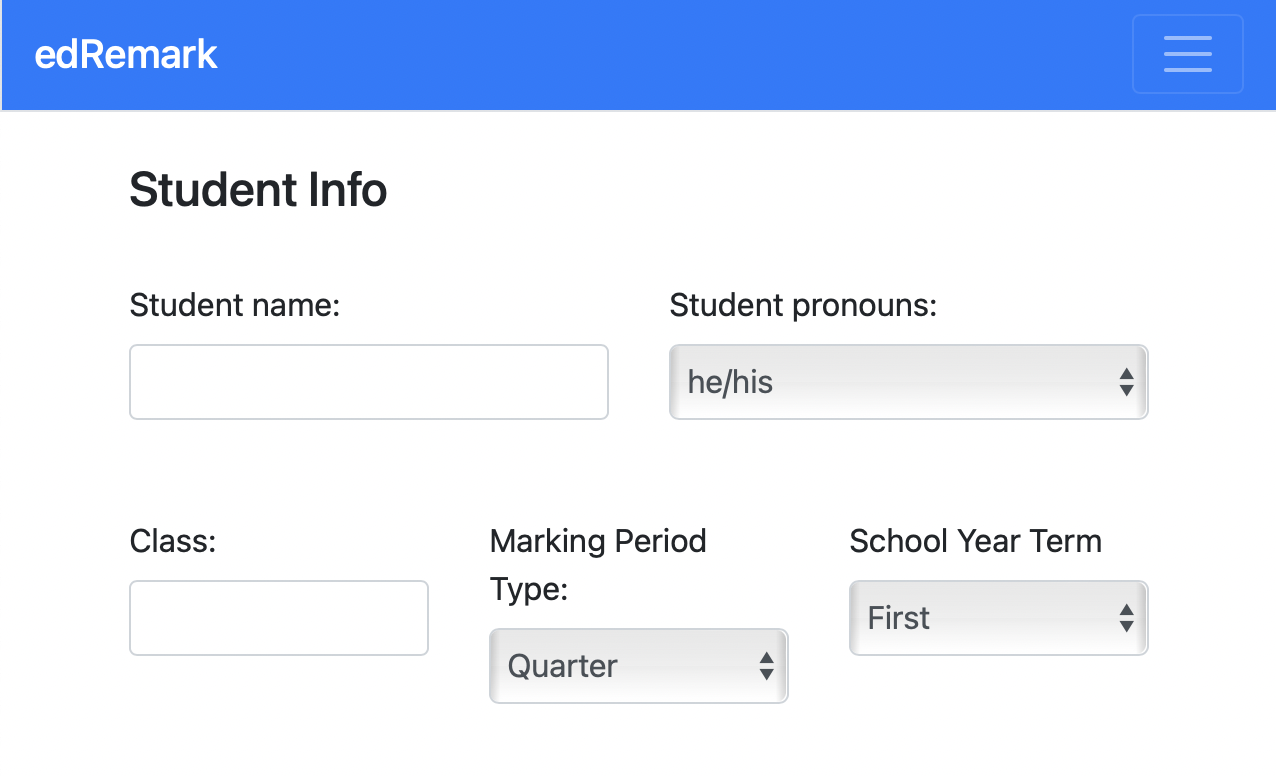 edRemark
Student Info
Student name:
Student pronouns:
he/his
Class:
Marking Period
Type:
Quarter
School Year Term
First